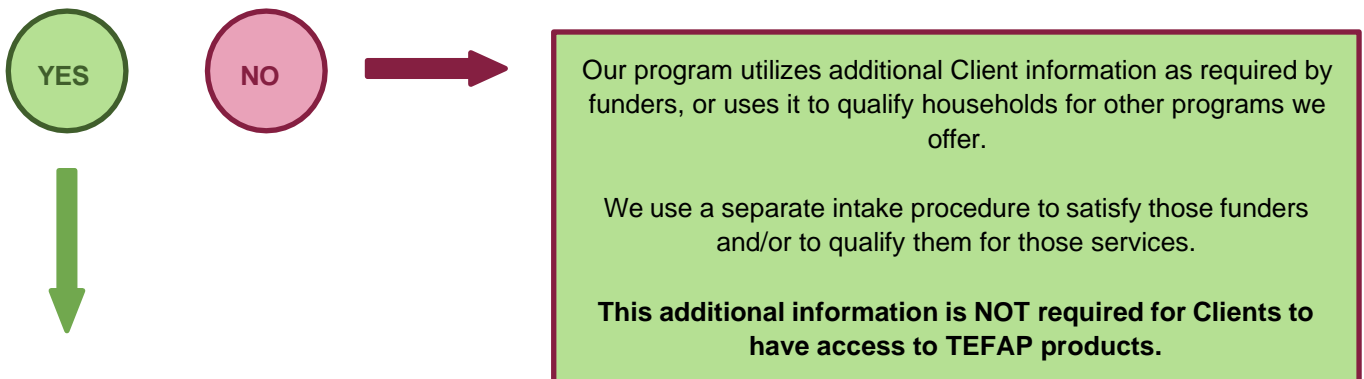 YES
NO
Our program utilizes additional Client information as required by
funders, or uses it to qualify households for other programs we
offer.
We use a separate intake procedure to satisfy those funders
and/or to qualify them for those services.
This additional information is NOT required for Clients to
have access to TEFAP products.